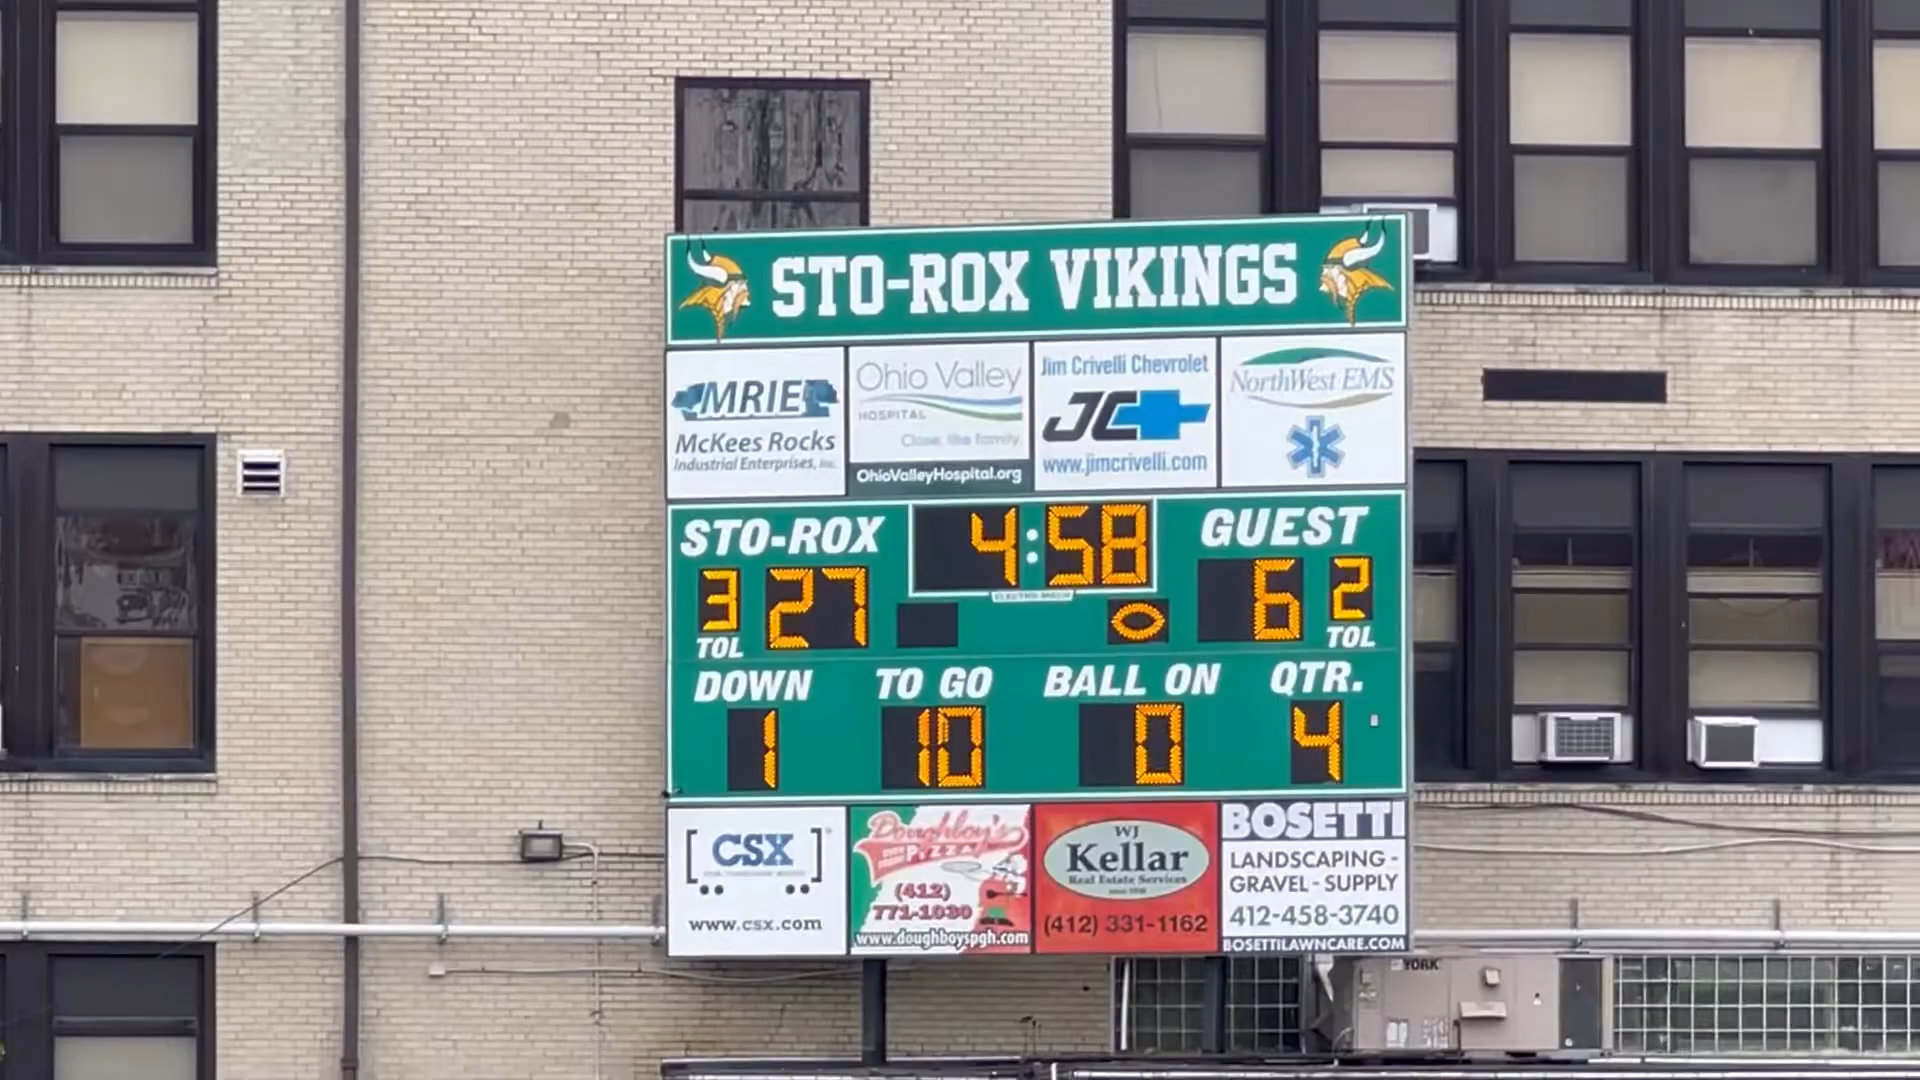 STO-ROX VIKINGS
MRIE
McKees Rocks
Industrial Enterprises, Inc.
Ohio Valley
HOSPITAL
Close, like family.
OhioValleyHospital.org
Jim Crivelli Chevrolet
JC
www.jimcrivelli.com
NorthWest EMS
STO-ROX
4:58
GUEST
3 27
6 2
TOL
TOL
ELECTRO-MECH
DOWN TO GO BALL ON QTR.
1 10 0 4
CSX
www.csx.com
Doughboy's
PIZZA
(412)
771-1030
www.doughboyspgh.com
WJ
Kellar
Real Estate Services
(412) 331-1162
BOSETTI
LANDSCAPING -
GRAVEL - SUPPLY
412-458-3740
BOSETTILAWNCARE.COM
YORK